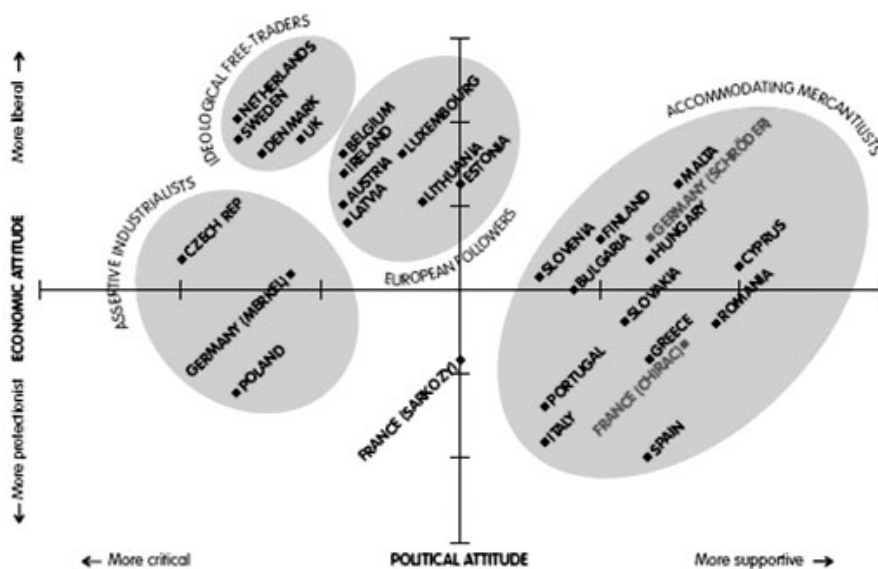 IDEOLOGICAL FREE-TRADERS
NETHERLANDS
SWEDEN
DENMARK
UK
BELGIUM
IRELAND
AUSTRIA
LATVIA
LUXEMBOURG
LITHUANIA
ESTONIA
EUROPEAN FOLLOWERS
ACCOMMODATING MERCANTILISTS
MALTA
GERMANY (SCHRÖDER)
FINLAND
HUNGARY
SLOVENIA
BULGARIA
CYPRUS
SLOVAKIA
ROMANIA
GREECE
FRANCE (CHIRAC)
PORTUGAL
ITALY
SPAIN
ASSERTIVE INDUSTRIALISTS
CZECH REP
GERMANY (MERKEL)
POLAND
FRANCE (SARKOZY)
More liberal →
ECONOMIC ATTITUDE
← More protectionist
← More critical
POLITICAL ATTITUDE
More supportive →